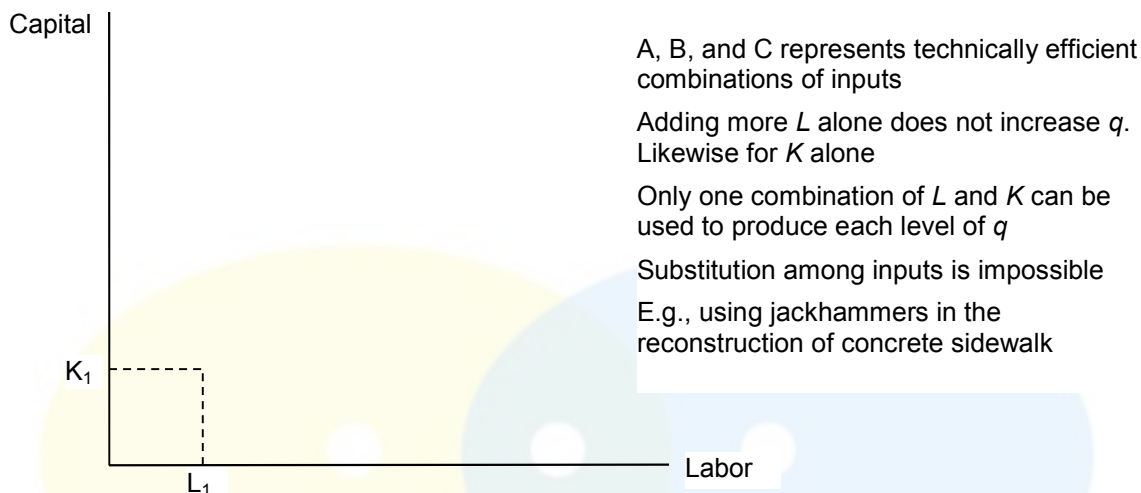 Capital
A, B, and C represents technically efficient
combinations of inputs
Adding more L alone does not increase q.
Likewise for K alone
Only one combination of L and K can be
used to produce each level of q
Substitution among inputs is impossible
E.g., using jackhammers in the
reconstruction of concrete sidewalk
K₁
Labor
L₁